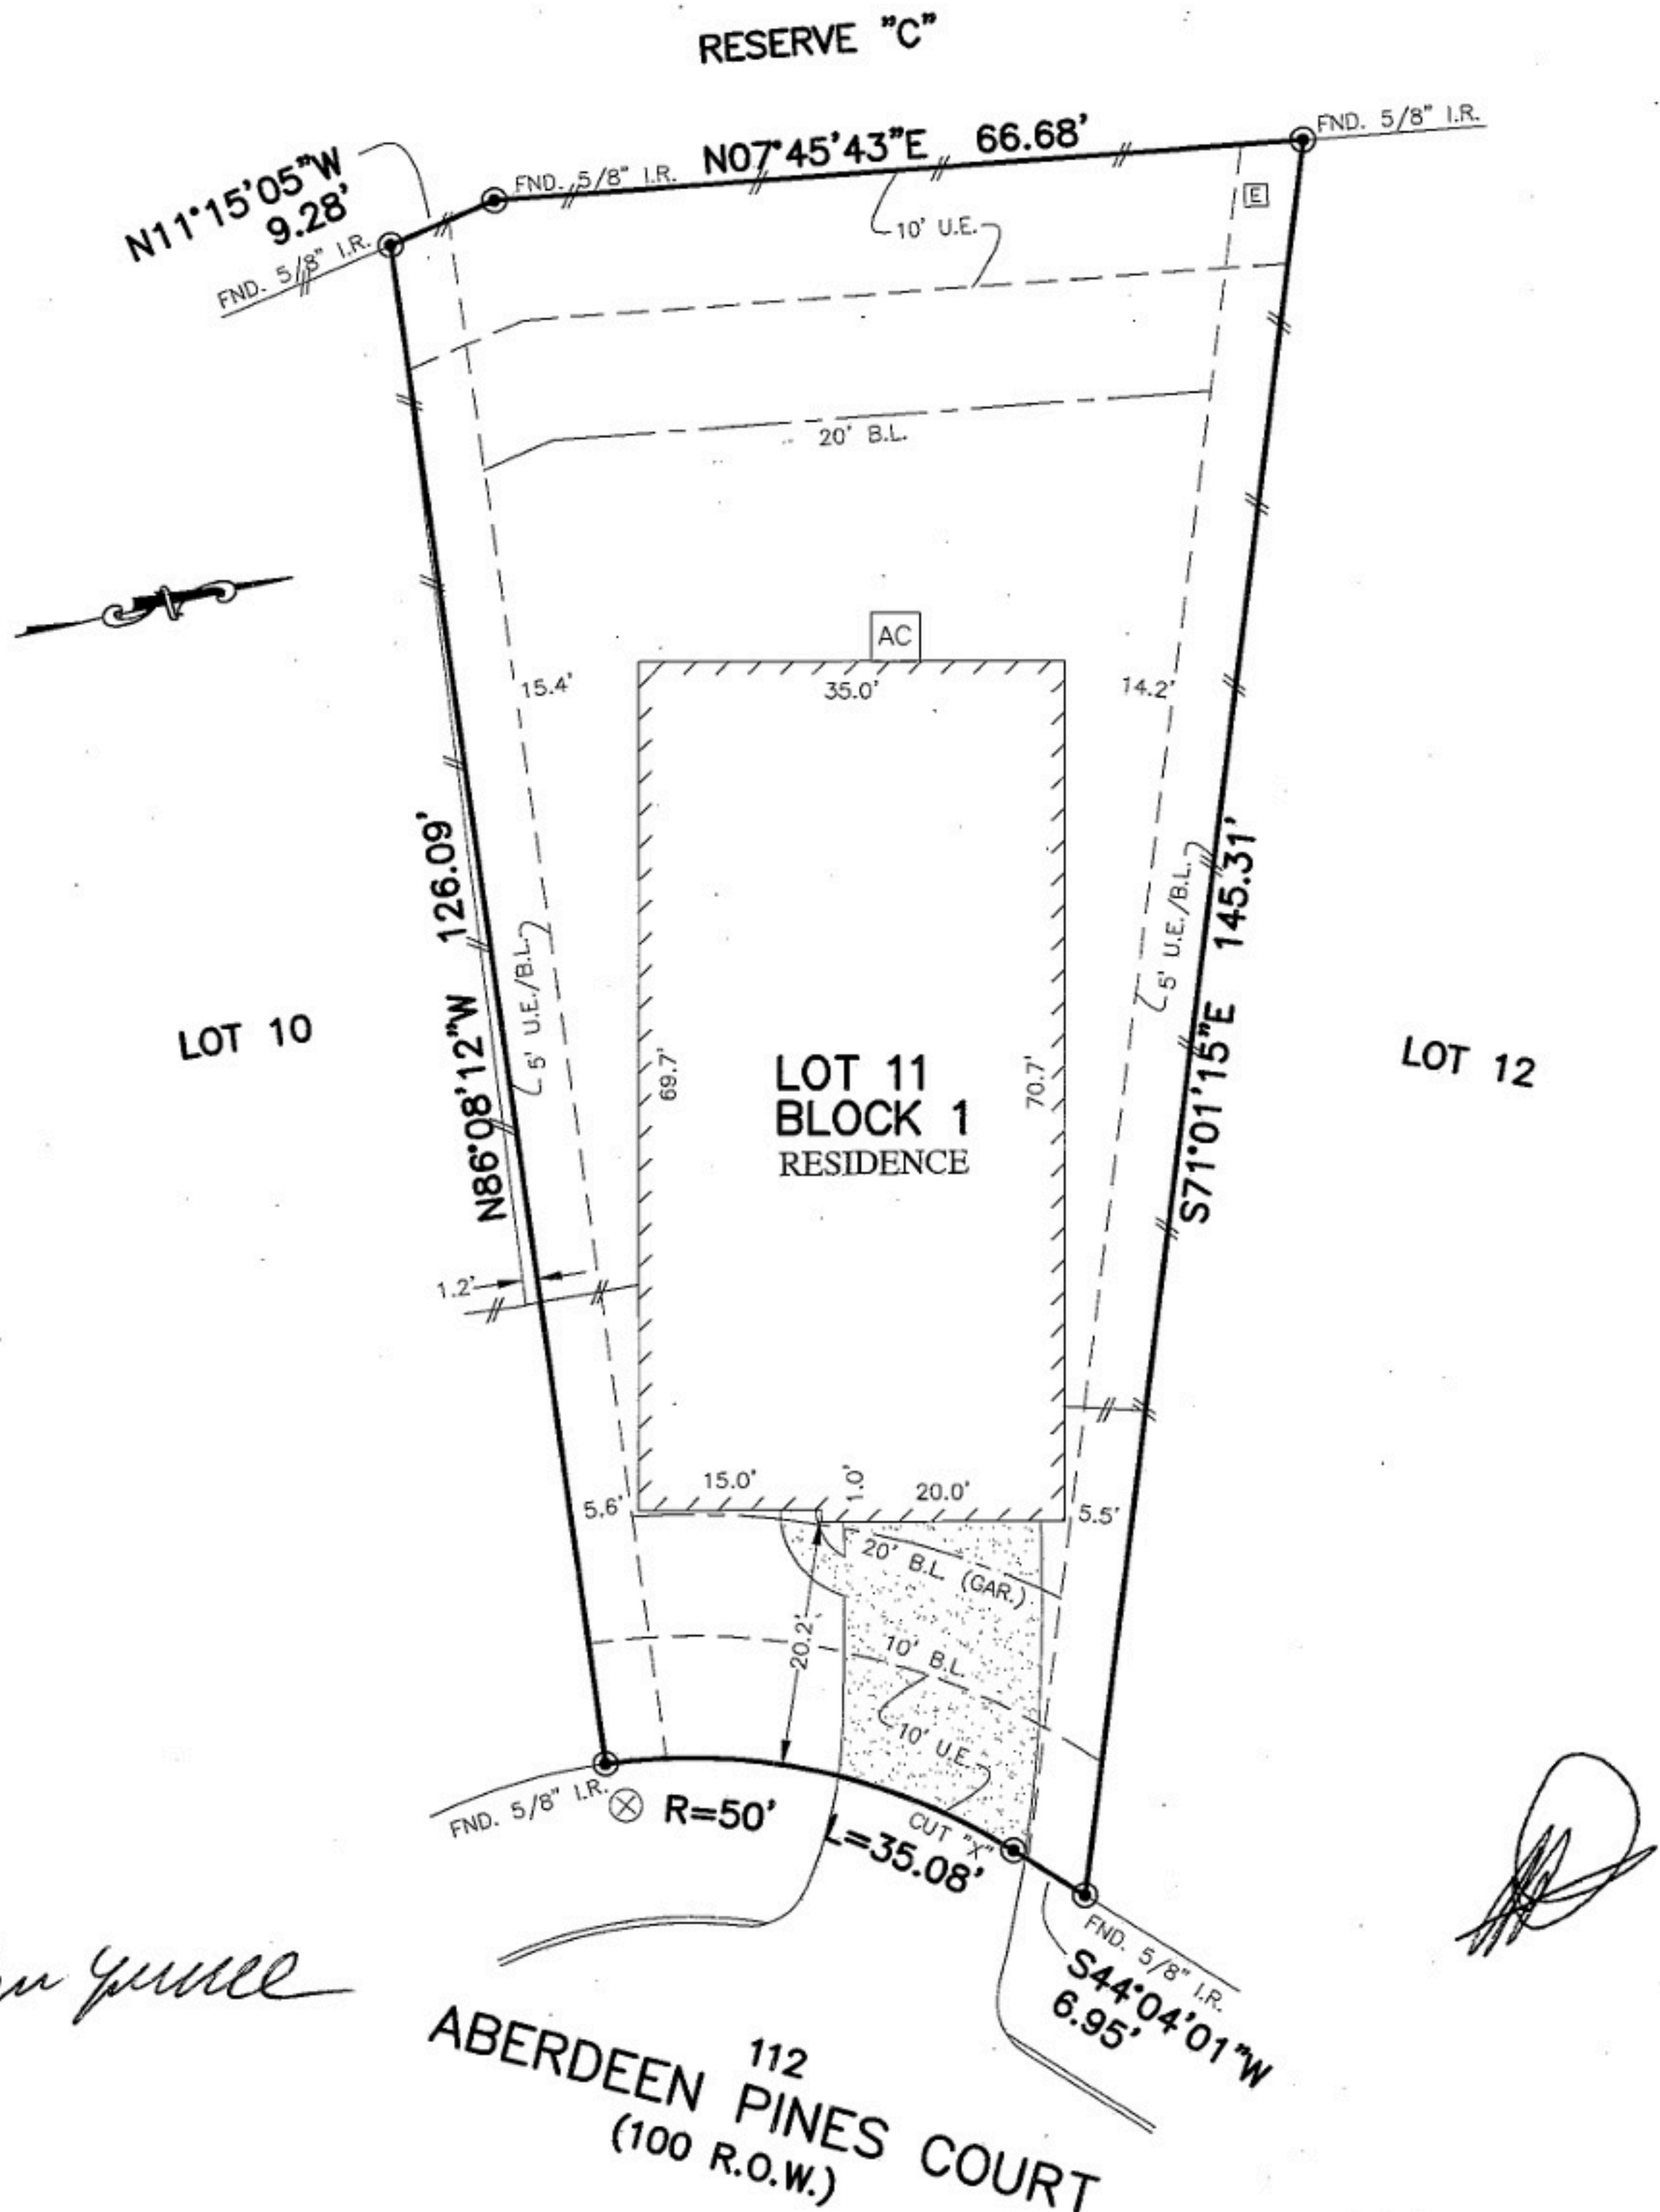 RESERVE "C"
N11°15'05"W
9.28'
FND. 5/8" I.R.
FND. 5/8" I.R.
N07°45'43"E 66.68'
FND. 5/8" I.R.
E
10' U.E.
20' B.L.
AC
15.4'
35.0'
14.2'
N86°08'12"W 126.09'
5' U.E./B.L.
5' U.E./B.L.
S71°01'15"E 145.31'
LOT 10
69.7'
LOT 11
BLOCK 1
RESIDENCE
70.7'
LOT 12
1.2'
15.0'
1.0'
20.0'
5.6'
5.5'
20' B.L. (GAR.)
20.2'
10' B.L.
10' U.E.
FND. 5/8" I.R.
R=50'
L=35.08'
CUT "X"
FND. 5/8" I.R.
S44°04'01"W
6.95'
112
ABERDEEN PINES COURT
(100 R.O.W.)